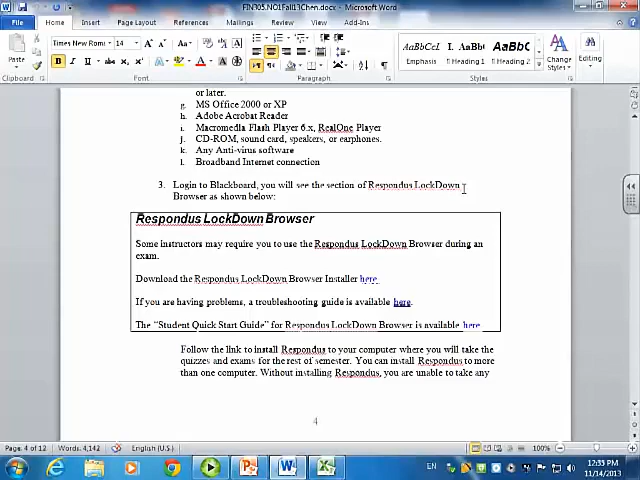 FIN705.NO1Fall13Chen.docx - Microsoft Word
File Home Insert Page Layout References Mailings Review View Add-Ins
Times New Roma 14
AaBbCcL AaBbC AaBbC
Paste Emphasis ¶ Heading 1 Heading 2 Change Styles Editing
Clipboard Font Paragraph Styles
or later.
g. MS Office 2000 or XP
h. Adobe Acrobat Reader
i. Macromedia Flash Player 6.x, RealOne Player
j. CD-ROM, sound card, speakers, or earphones.
k. Any Anti-virus software
l. Broadband Internet connection
3. Login to Blackboard, you will see the section of Respondus LockDown
Browser as shown below:
Respondus LockDown Browser
Some instructors may require you to use the Respondus LockDown Browser during an
exam.
Download the Respondus LockDown Browser Installer here.
If you are having problems, a troubleshooting guide is available here.
The “Student Quick Start Guide” for Respondus LockDown Browser is available here
Follow the link to install Respondus to your computer where you will take the
quizzes and exams for the rest of semester. You can install Respondus to more
than one computer. Without installing Respondus, you are unable to take any
4
Page: 4 of 12 Words: 4,142 English (U.S.) 100%
EN 12:35 PM
11/14/2013